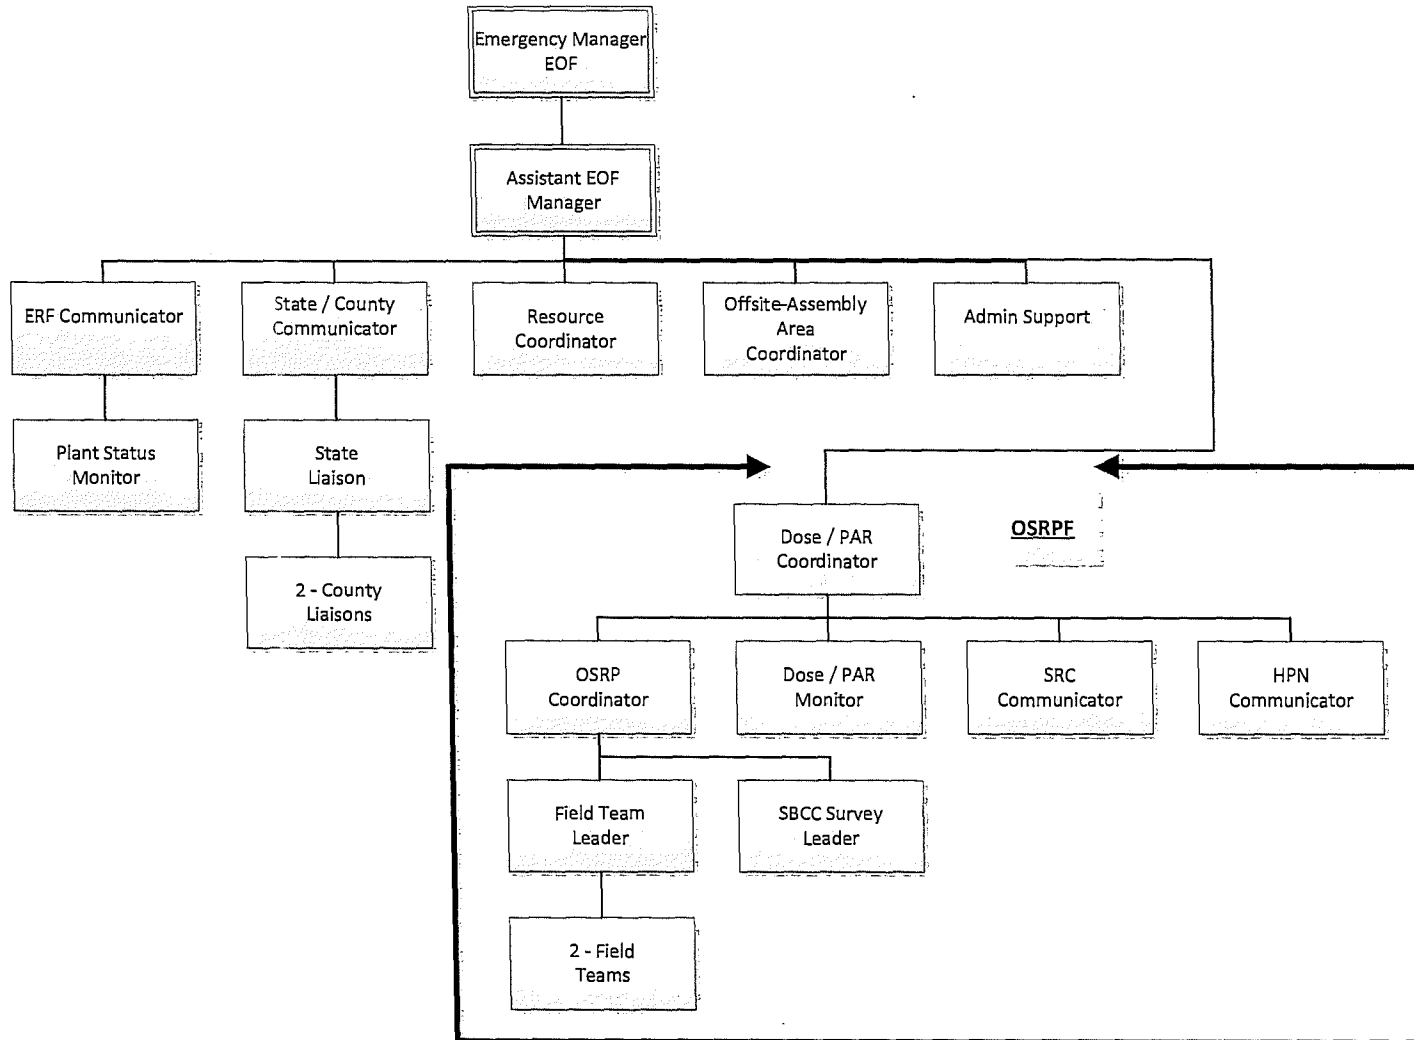 Emergency Manager
EOF
Assistant EOF
Manager
ERF Communicator
State / County
Communicator
Resource
Coordinator
Offsite-Assembly
Area
Coordinator
Admin Support
Plant Status
Monitor
State
Liaison
2 - County
Liaisons
Dose / PAR
Coordinator
OSRPF
OSRP
Coordinator
Dose / PAR
Monitor
SRC
Communicator
HPN
Communicator
Field Team
Leader
SBCC Survey
Leader
2 - Field
Teams